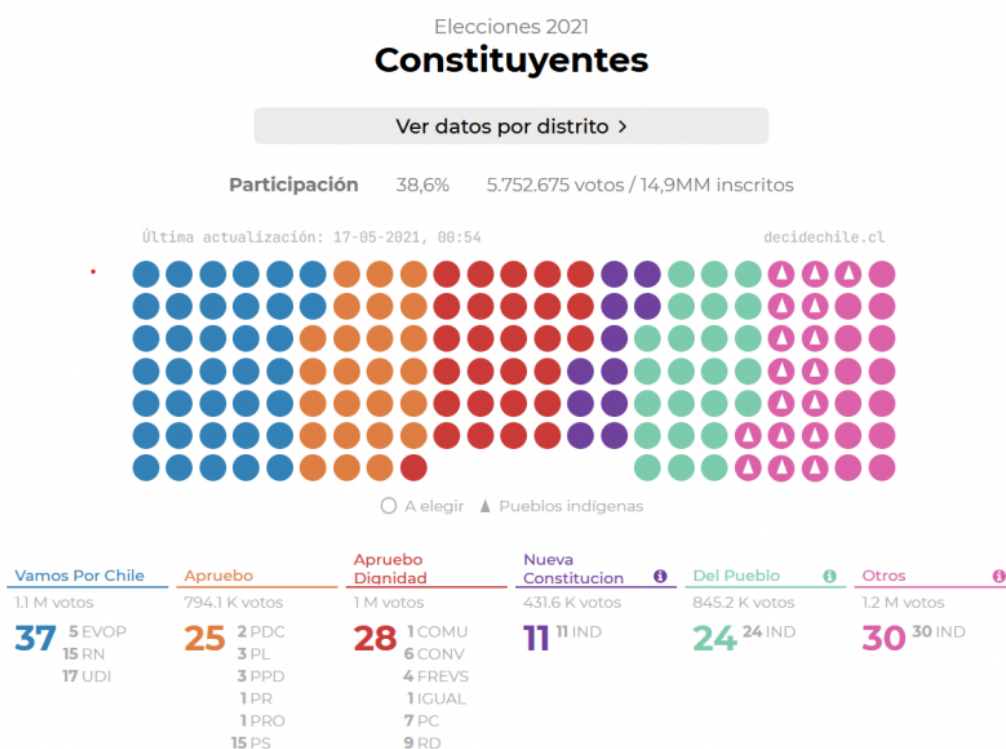 Elecciones 2021
Constituyentes
Ver datos por distrito >
Participación 38,6% 5.752.675 votos / 14,9MM inscritos
Última actualización: 17-05-2021, 00:54 decidechile.cl
A elegir Pueblos indígenas
Vamos Por Chile
1.1 M votos
37
5 EVOP
15 RN
17 UDI
Apruebo
794.1 K votos
25
2 PDC
3 PL
3 PPD
1 PR
1 PRO
15 PS
Apruebo
Dignidad
1 M votos
28
1 COMU
6 CONV
4 FREVS
1 IGUAL
7 PC
9 RD
Nueva
Constitucion
431.6 K votos
11
11 IND
Del Pueblo
845.2 K votos
24
24 IND
Otros
1.2 M votos
30
30 IND